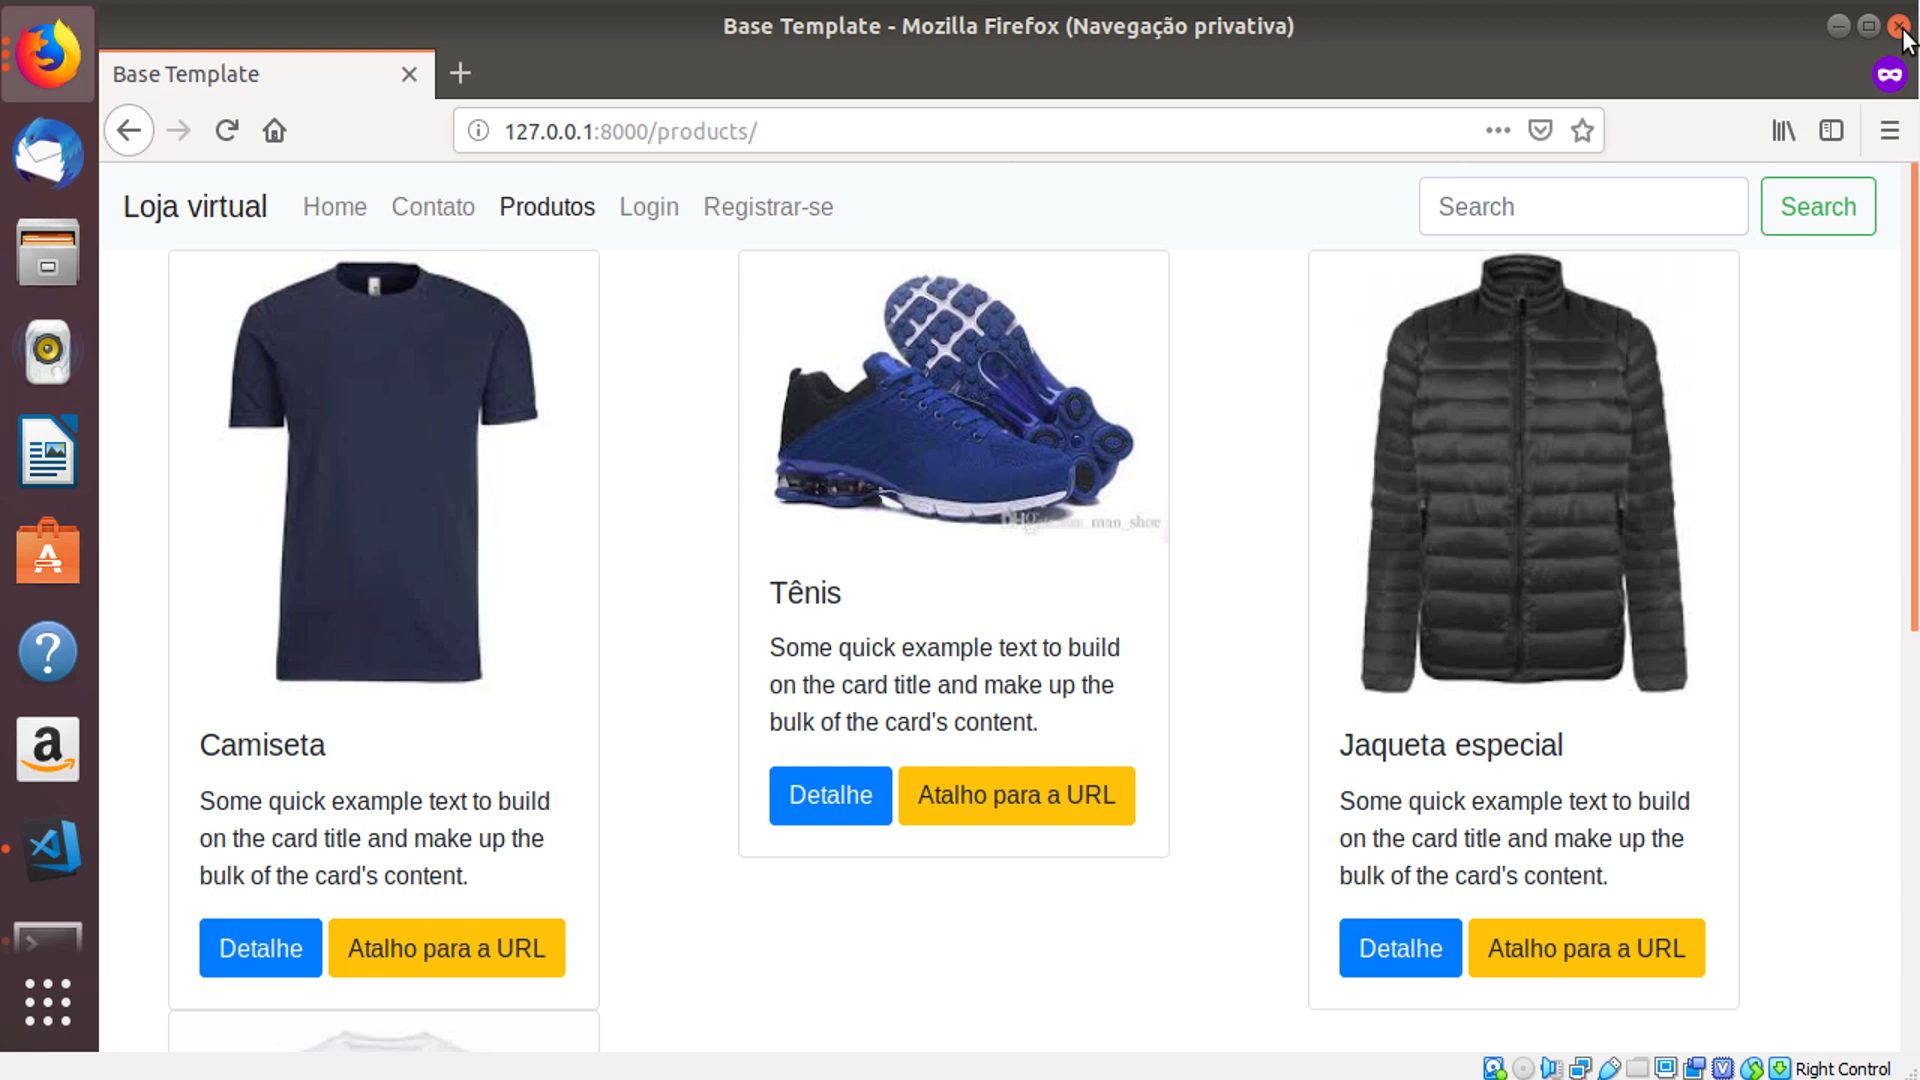 Base Template - Mozilla Firefox (Navegação privativa)
Base Template
127.0.0.1:8000/products/
Loja virtual Home Contato Produtos Login Registrar-se Search Search
Camiseta
Some quick example text to build
on the card title and make up the
bulk of the card's content.
Detalhe Atalho para a URL
man_shoe
Tênis
Some quick example text to build
on the card title and make up the
bulk of the card's content.
Detalhe Atalho para a URL
Jaqueta especial
Some quick example text to build
on the card title and make up the
bulk of the card's content.
Detalhe Atalho para a URL
Right Control